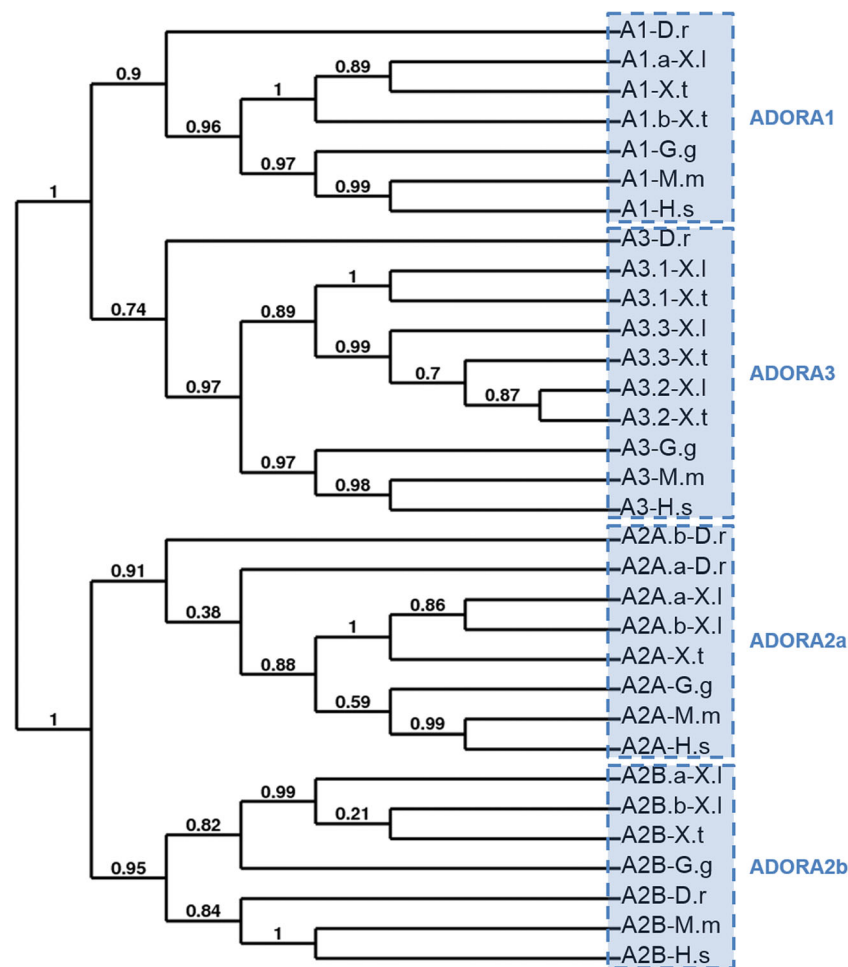 A1-D.r
0.89
A1.a-X.l
0.9
1
A1-X.t
A1.b-X.t
ADORA1
0.96
0.97
A1-G.g
0.99
A1-M.m
1
A1-H.s
A3-D.r
1
A3.1-X.l
0.74
0.89
A3.1-X.t
0.99
A3.3-X.l
0.7
A3.3-X.t
ADORA3
0.97
0.87
A3.2-X.l
A3.2-X.t
0.97
A3-G.g
0.98
A3-M.m
A3-H.s
A2A.b-D.r
0.91
A2A.a-D.r
0.38
0.86
A2A.a-X.l
1
A2A.b-X.l
ADORA2a
0.88
A2A-X.t
0.59
A2A-G.g
1
0.99
A2A-M.m
A2A-H.s
A2B.a-X.l
0.99
0.21
A2B.b-X.l
0.82
A2B-X.t
0.95
A2B-G.g
ADORA2b
0.84
A2B-D.r
1
A2B-M.m
A2B-H.s